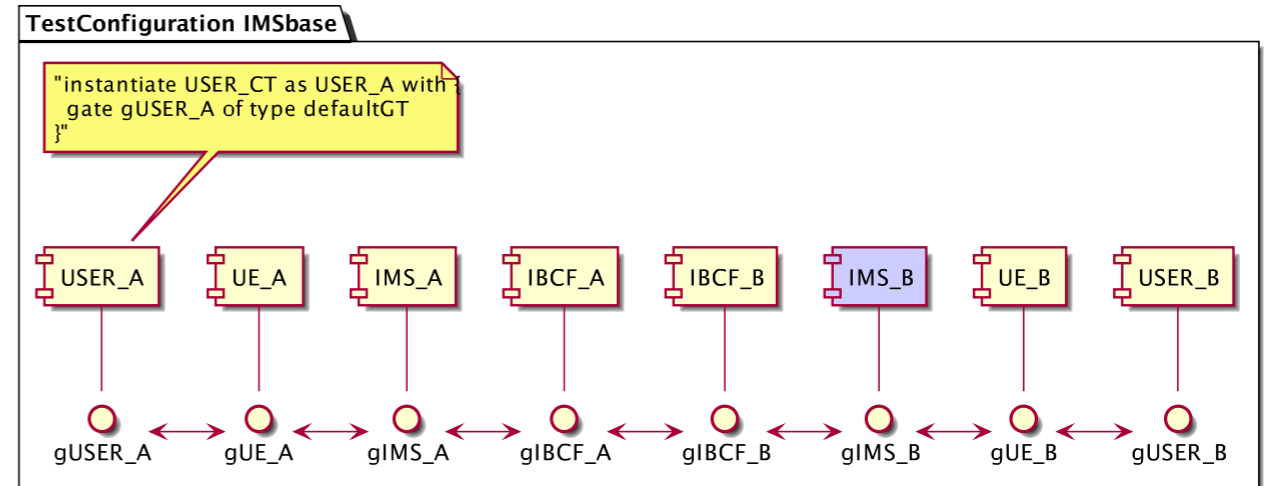 TestConfiguration IMSbase
"instantiate USER_CT as USER_A with {
gate gUSER_A of type defaultGT
}"
USER_A UE_A IMS_A IBCF_A IBCF_B IMS_B UE_B USER_B
gUSER_A gUE_A gIMS_A gIBCF_A gIBCF_B gIMS_B gUE_B gUSER_B